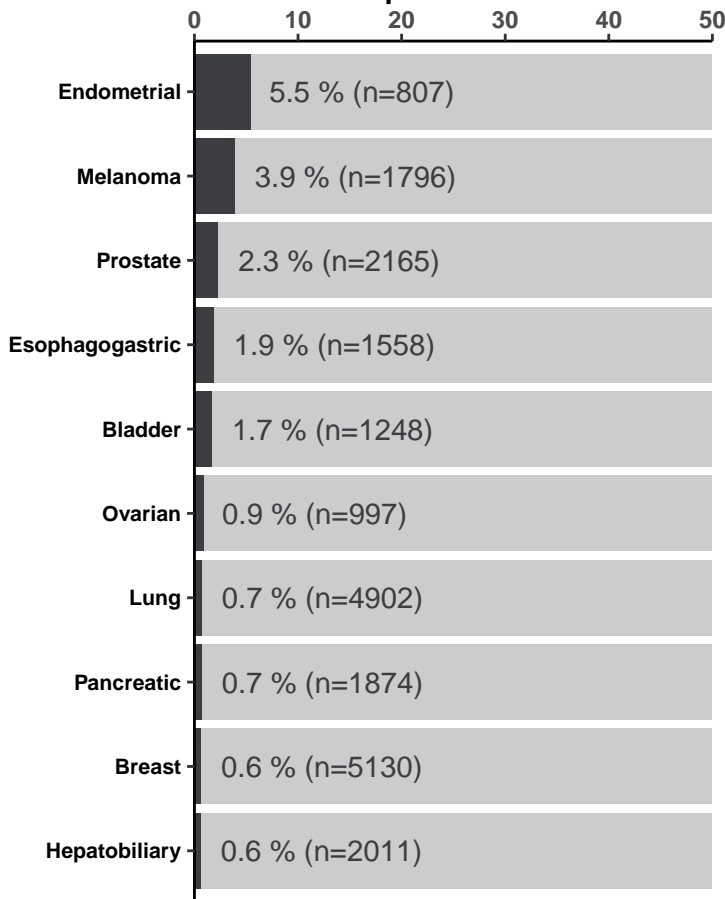 0 10 20 30 40 50
Endometrial 5.5 % (n=807)
Melanoma 3.9 % (n=1796)
Prostate 2.3 % (n=2165)
Esophagogastric 1.9 % (n=1558)
Bladder 1.7 % (n=1248)
Ovarian 0.9 % (n=997)
Lung 0.7 % (n=4902)
Pancreatic 0.7 % (n=1874)
Breast 0.6 % (n=5130)
Hepatobiliary 0.6 % (n=2011)